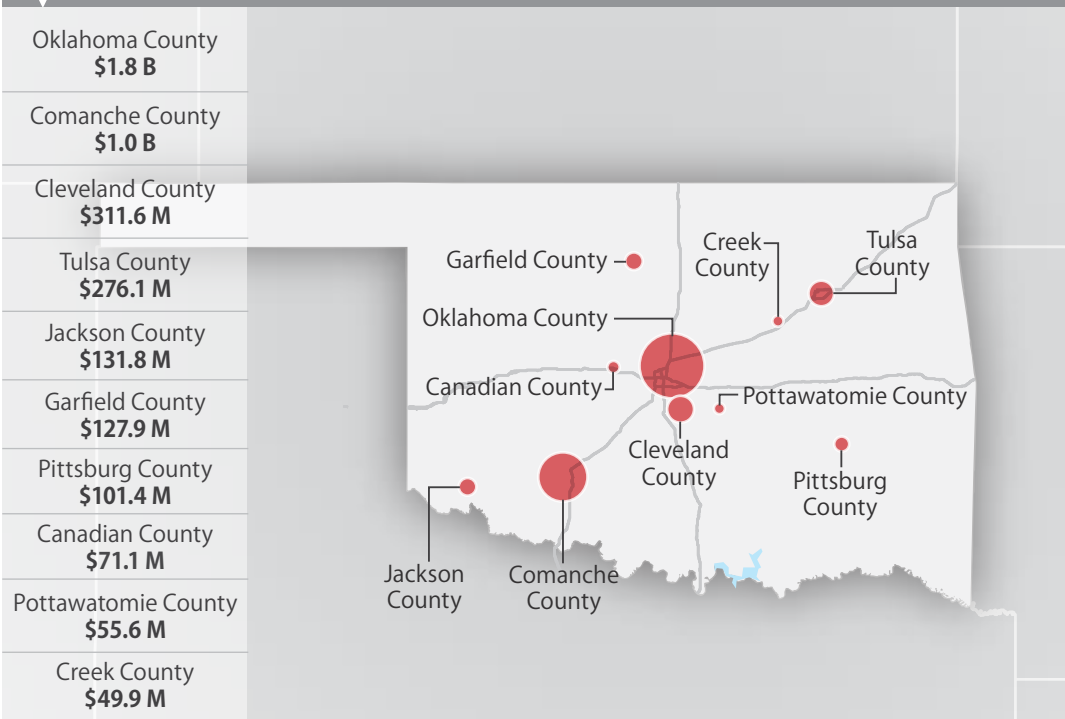 Oklahoma County
$1.8 B
Comanche County
$1.0 B
Cleveland County
$311.6 M
Tulsa County
$276.1 M
Jackson County
$131.8 M
Garfield County
$127.9 M
Pittsburg County
$101.4 M
Canadian County
$71.1 M
Pottawatomie County
$55.6 M
Creek County
$49.9 M
Garfield County
Creek
County
Tulsa
County
Oklahoma County
Canadian County
Pottawatomie County
Cleveland
County
Pittsburg
County
Jackson
County
Comanche
County